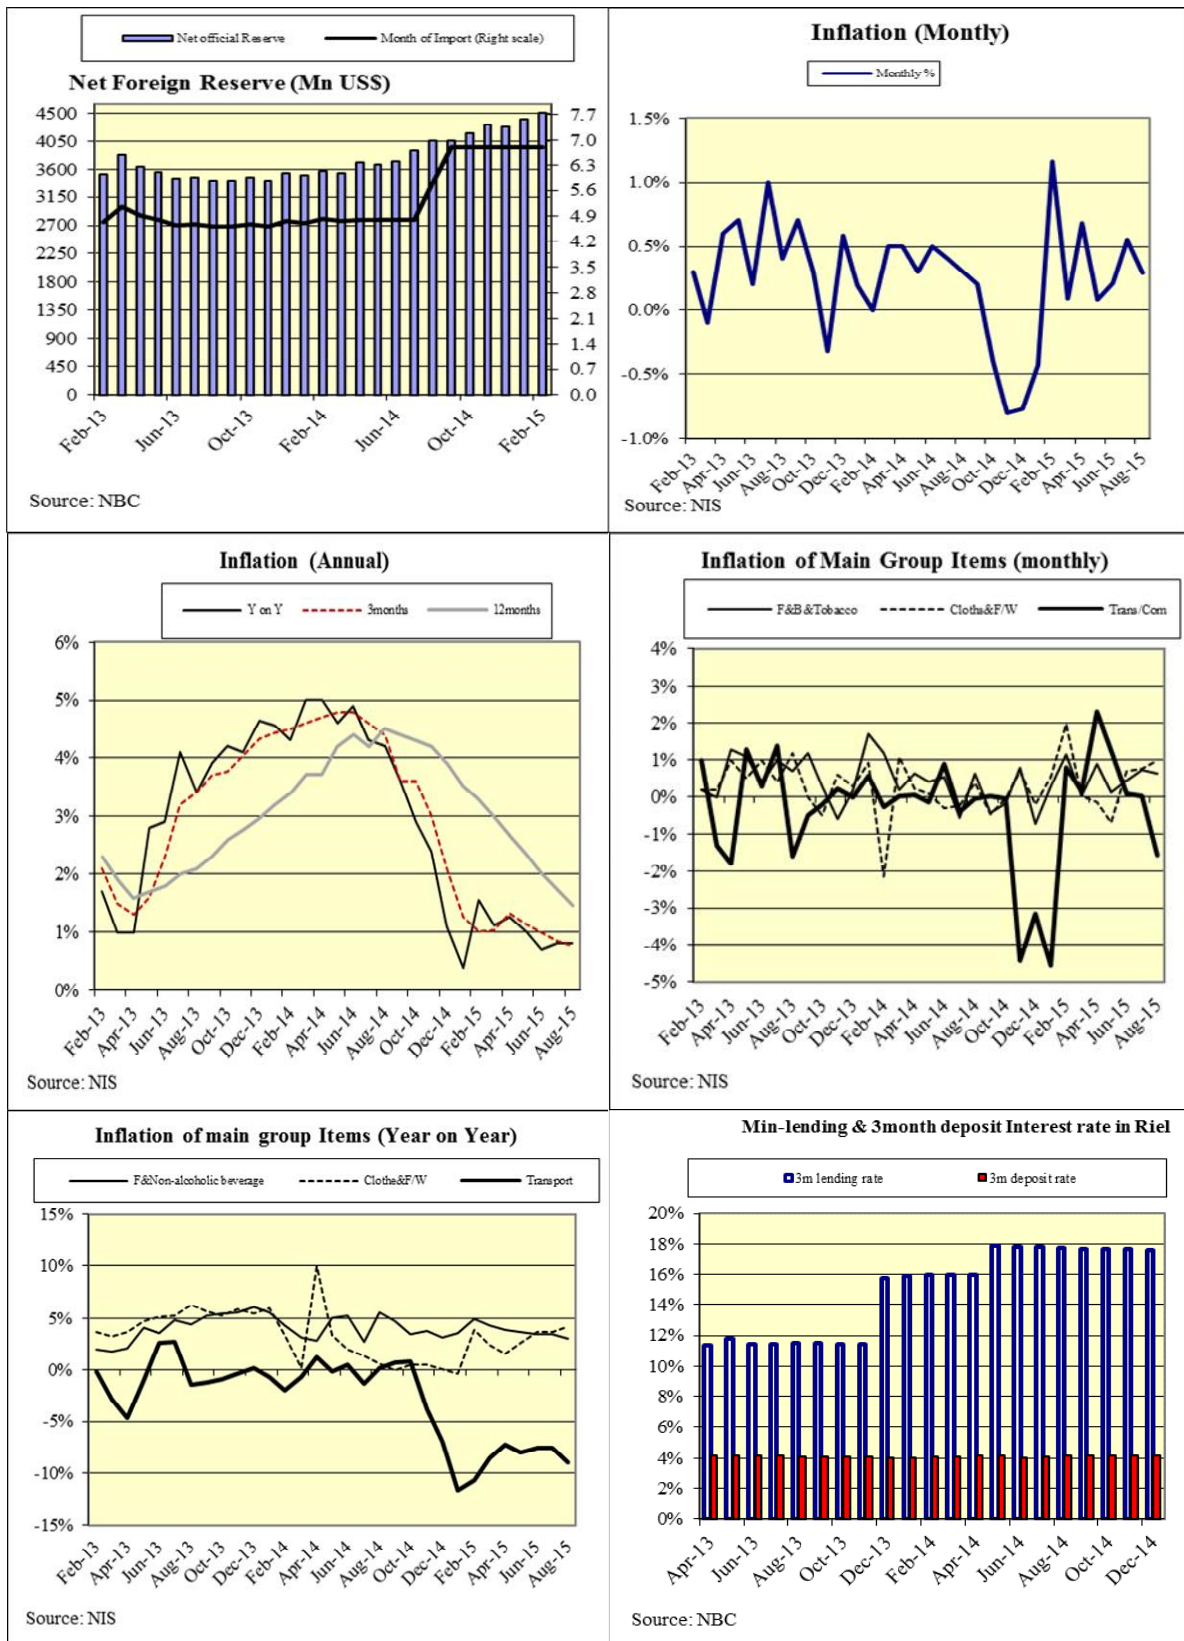 Net official Reserve Month of Import (Right scale)
Net Foreign Reserve (Mn US$)
4500
4050
3600
3150
2700
2250
1800
1350
900
450
0
7.7
7.0
6.3
5.6
4.9
4.2
3.5
2.8
2.1
1.4
0.7
0.0
Feb-13 Jun-13 Oct-13 Feb-14 Jun-14 Oct-14 Feb-15
Source: NBC
Inflation (Montly)
Monthly %
1.5%
1.0%
0.5%
0.0%
-0.5%
-1.0%
Feb-13 Apr-13 Jun-13 Aug-13 Oct-13 Dec-13 Feb-14 Apr-14 Jun-14 Aug-14 Oct-14 Dec-14 Feb-15 Apr-15 Jun-15 Aug-15
Source: NIS
Inflation (Annual)
Y on Y 3months 12months
6%
5%
4%
3%
2%
1%
0%
Feb-13 Apr-13 Jun-13 Aug-13 Oct-13 Dec-13 Feb-14 Apr-14 Jun-14 Aug-14 Oct-14 Dec-14 Feb-15 Apr-15 Jun-15 Aug-15
Source: NIS
Inflation of Main Group Items (monthly)
F&B&Tobacco Cloths&F/W Trans/Com
4%
3%
2%
1%
0%
-1%
-2%
-3%
-4%
-5%
Feb-13 Apr-13 Jun-13 Aug-13 Oct-13 Dec-13 Feb-14 Apr-14 Jun-14 Aug-14 Oct-14 Dec-14 Feb-15 Apr-15 Jun-15 Aug-15
Source: NIS
Inflation of main group Items (Year on Year)
F&Non-alcoholic beverage Clothe&F/W Transport
15%
10%
5%
0%
-5%
-10%
-15%
Feb-13 Apr-13 Jun-13 Aug-13 Oct-13 Dec-13 Feb-14 Apr-14 Jun-14 Aug-14 Oct-14 Dec-14 Feb-15 Apr-15 Jun-15 Aug-15
Source: NIS
Min-lending & 3month deposit Interest rate in Riel
3m lending rate 3m deposit rate
20%
18%
16%
14%
12%
10%
8%
6%
4%
2%
0%
Apr-13 Jun-13 Aug-13 Oct-13 Dec-13 Feb-14 Apr-14 Jun-14 Aug-14 Oct-14 Dec-14
Source: NBC